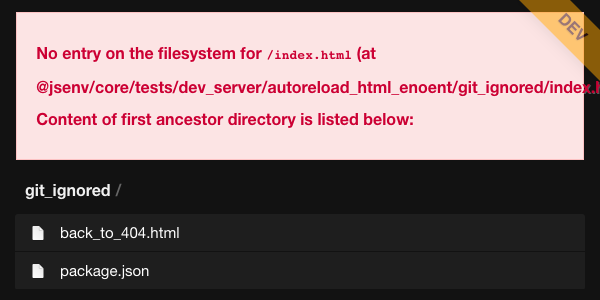 No entry on the filesystem for /index.html (at
@jsenv/core/tests/dev_server/autoreload_html_enoent/git_ignored/index.h
Content of first ancestor directory is listed below:
DEV
git_ignored /
back_to_404.html
package.json